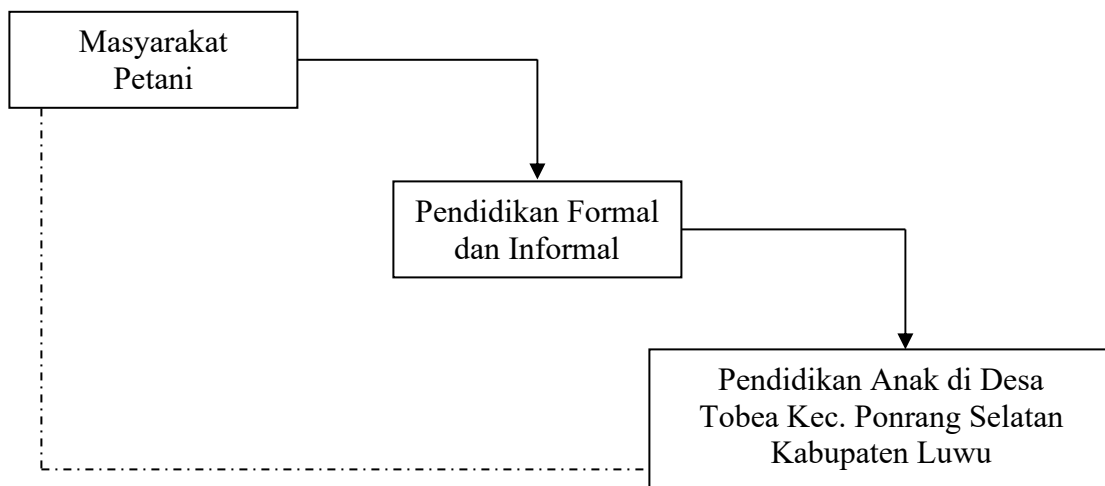 Masyarakat
Petani
Pendidikan Formal
dan Informal
Pendidikan Anak di Desa
Tobea Kec. Ponrang Selatan
Kabupaten Luwu